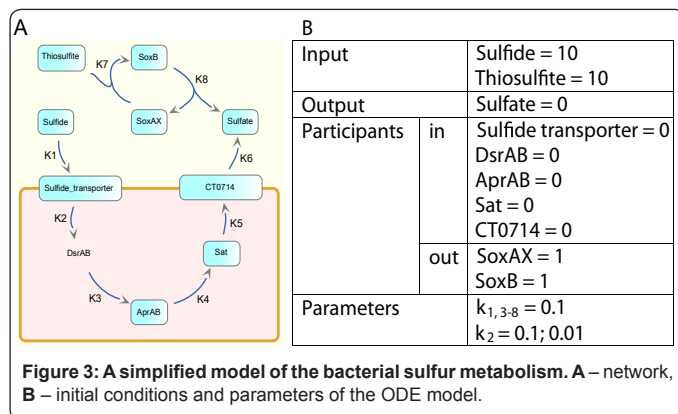 A
Thiosulfite
SoxB
K7
K8
Sulfide
SoxAX
Sulfate
K1
K6
Sulfide_transporter
CT0714
K2
K5
DsrAB
Sat
K3
K4
AprAB
B
Input
Sulfide = 10
Thiosulfite = 10
Output
Sulfate = 0
Participants
in
Sulfide transporter = 0
DsrAB = 0
AprAB = 0
Sat = 0
CT0714 = 0
out
SoxAX = 1
SoxB = 1
Parameters
k1, 3-8 = 0.1
k2 = 0.1; 0.01
Figure 3: A simplified model of the bacterial sulfur metabolism. A – network,
B – initial conditions and parameters of the ODE model.